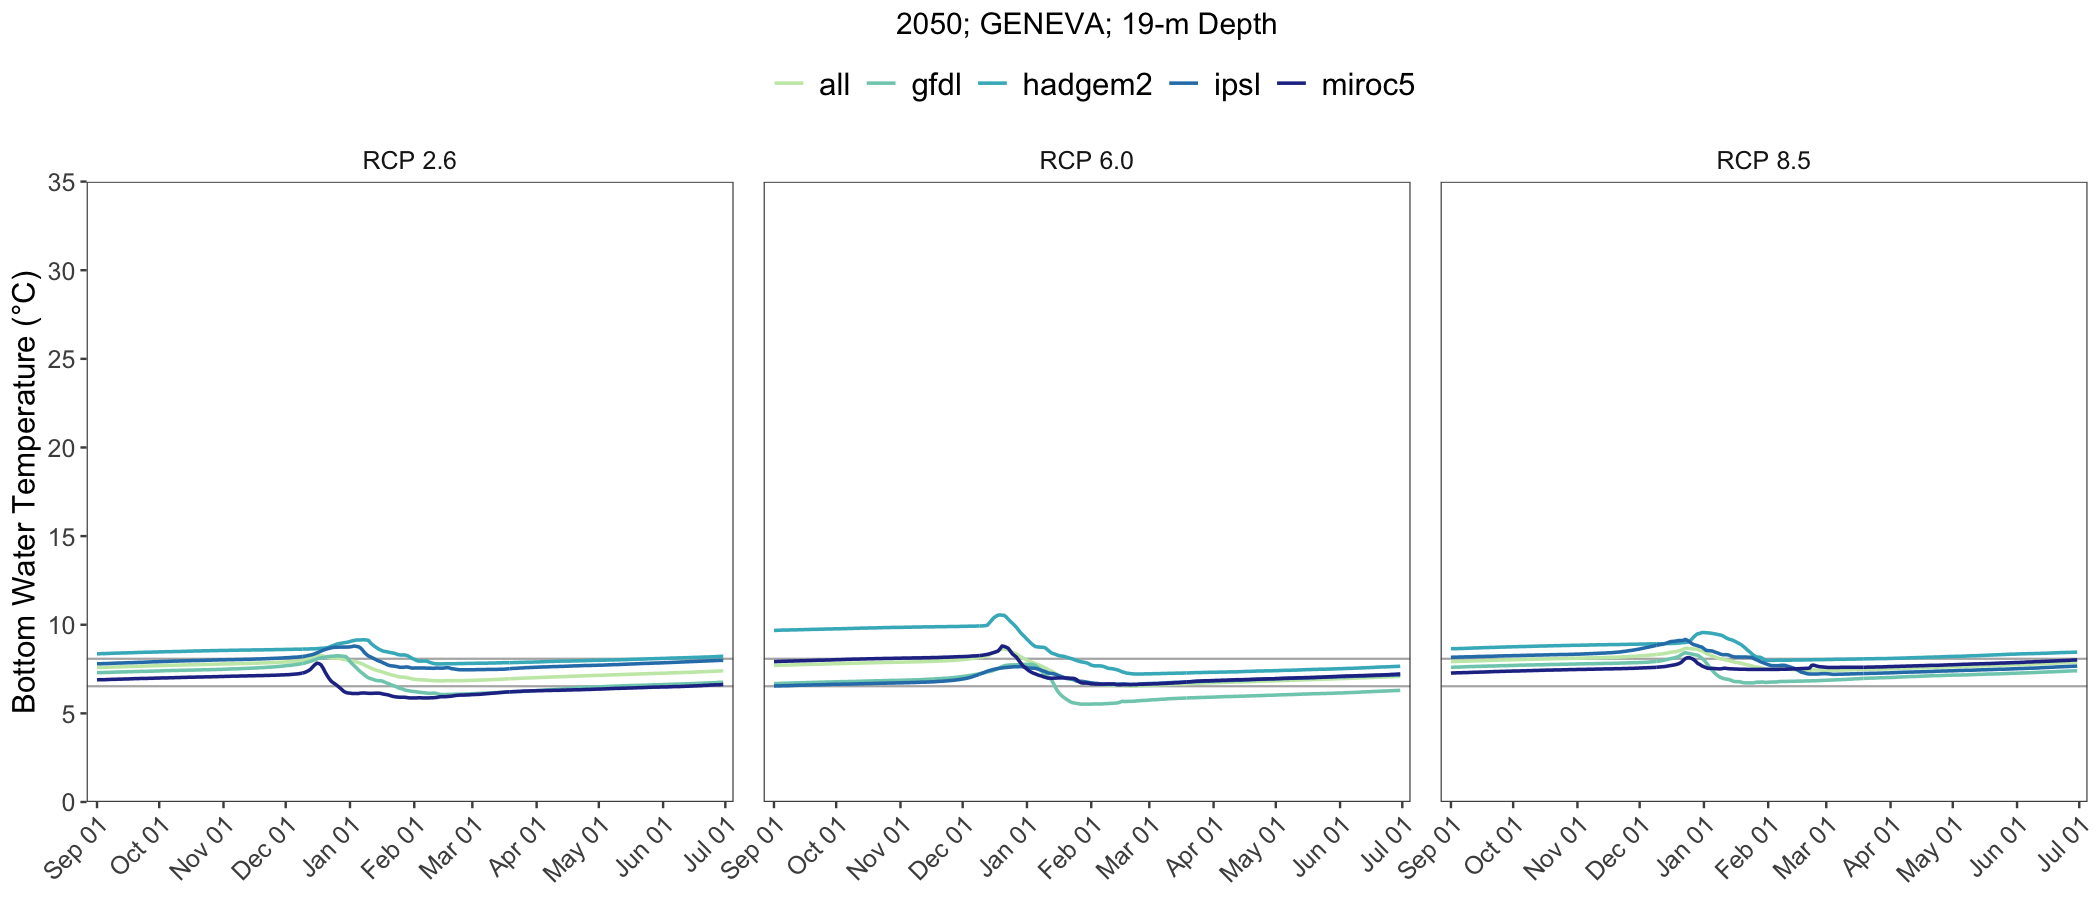 2050; GENEVA; 19-m Depth
all gfdl hadgem2 ipsl miroc5
RCP 2.6 RCP 6.0 RCP 8.5
Bottom Water Temperature (°C)
35
30
25
20
15
10
5
0
Sep 01 Oct 01 Nov 01 Dec 01 Jan 01 Feb 01 Mar 01 Apr 01 May 01 Jun 01 Jul 01
Sep 01 Oct 01 Nov 01 Dec 01 Jan 01 Feb 01 Mar 01 Apr 01 May 01 Jun 01 Jul 01
Sep 01 Oct 01 Nov 01 Dec 01 Jan 01 Feb 01 Mar 01 Apr 01 May 01 Jun 01 Jul 01